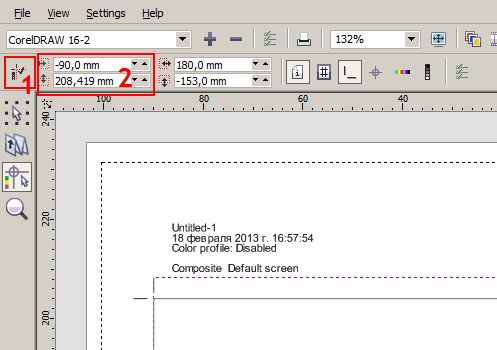 File View Settings Help
CorelDRAW 16-2 132%
1 -90,0 mm 2 180,0 mm
208,419 mm -153,0 mm
100 80 60 40 20
240
220
200
Untitled-1
18 февраля 2013 г. 16:57:54
Color profile: Disabled
Composite Default screen